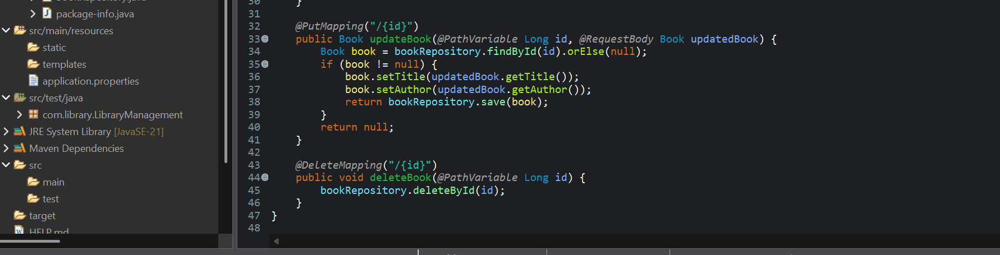 package-info.java
src/main/resources
static
templates
application.properties
src/test/java
com.library.LibraryManagement
JRE System Library [JavaSE-21]
Maven Dependencies
src
main
test
target
HELP.md
30 }
31
32 @PutMapping("/{id}")
33 public Book updateBook(@PathVariable Long id, @RequestBody Book updatedBook) {
34 Book book = bookRepository.findById(id).orElse(null);
35 if (book != null) {
36 book.setTitle(updatedBook.getTitle());
37 book.setAuthor(updatedBook.getAuthor());
38 return bookRepository.save(book);
39 }
40 return null;
41 }
42
43 @DeleteMapping("/{id}")
44 public void deleteBook(@PathVariable Long id) {
45 bookRepository.deleteById(id);
46 }
47 }
48